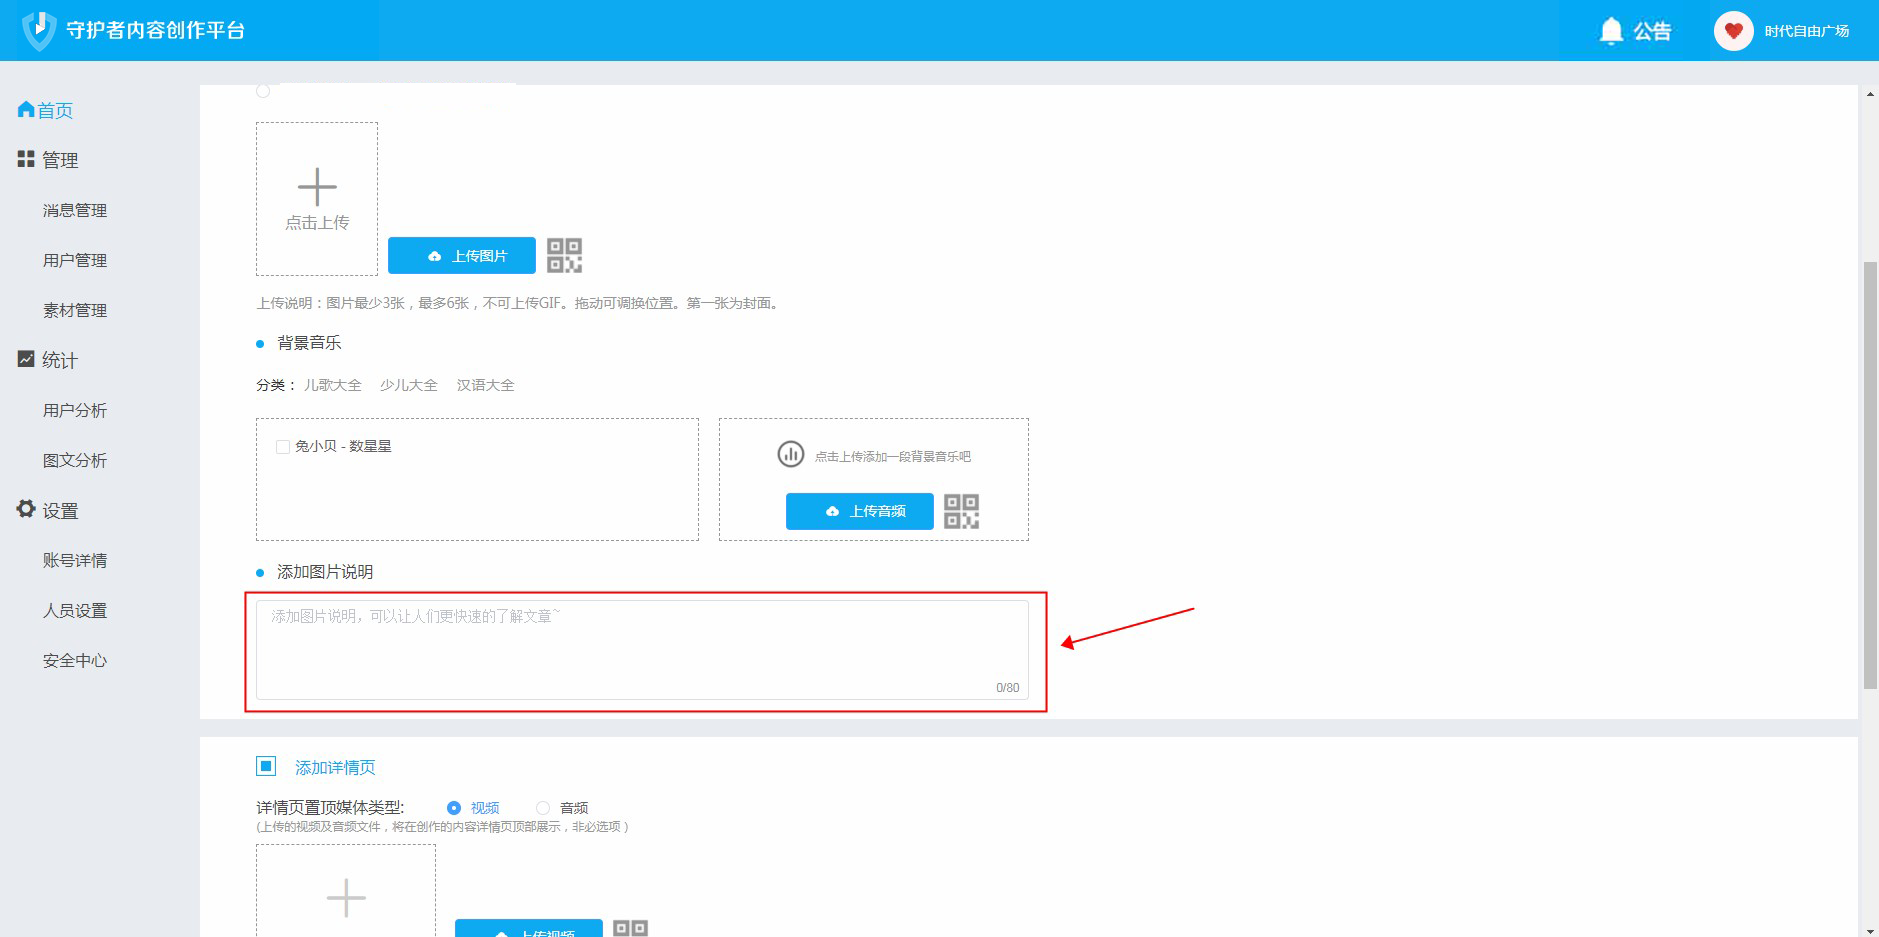 守护者内容创作平台
公告
时代自由广场
首页
管理
消息管理
用户管理
素材管理
统计
用户分析
图文分析
设置
账号详情
人员设置
安全中心
点击上传
上传图片
上传说明：图片最少3张，最多6张，不可上传GIF。拖动可调换位置。第一张为封面。
背景音乐
分类： 儿歌大全 少儿大全 汉语大全
兔小贝 - 数星星
点击上传添加一段背景音乐吧
上传音频
添加图片说明
添加图片说明，可以让人们更快速的了解文章~
0/80
添加详情页
详情页置顶媒体类型: 视频 音频
(上传的视频及音频文件，将在创作的内容详情页顶部展示，非必选项 )
上传视频